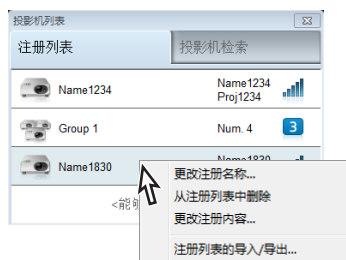 投影机列表
注册列表 投影机检索
Name1234 Name1234
Proj1234
Group 1 Num. 4 3
Name1830
更改注册名称...
从注册列表中删除
<能
更改注册内容...
注册列表的导入/导出...